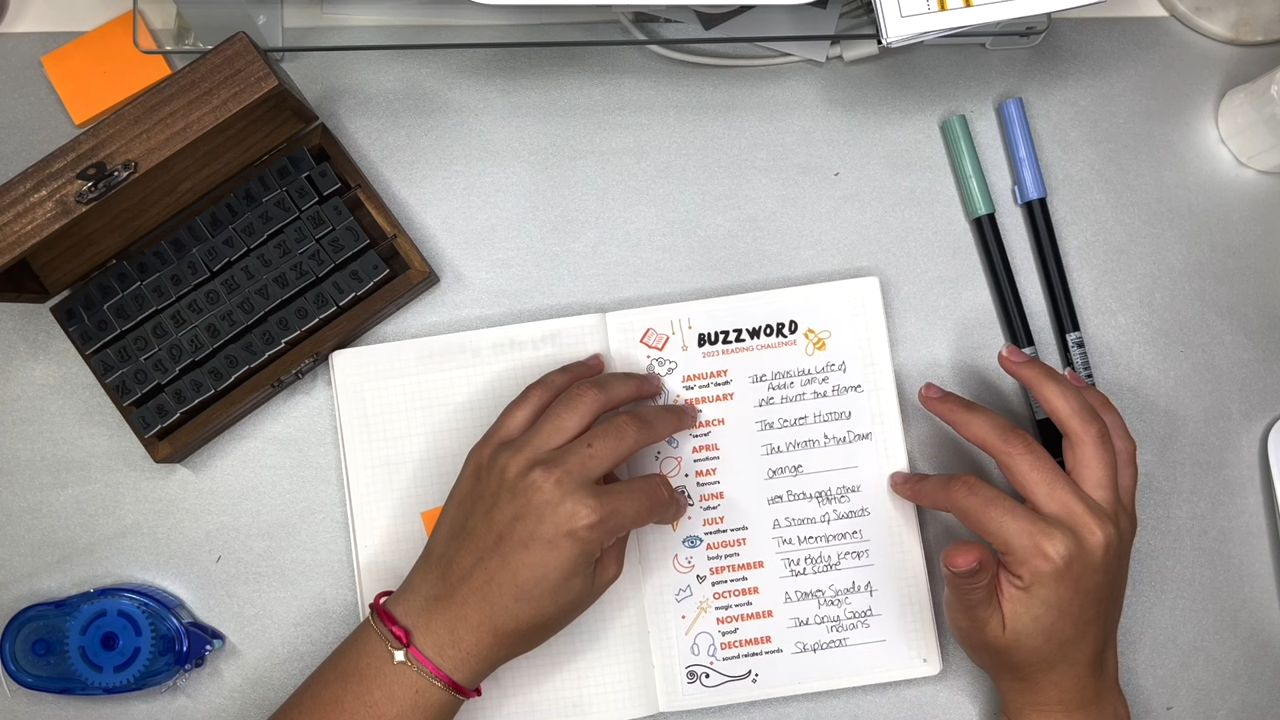 BUZZWORD
2023 READING CHALLENGE
JANUARY
"life" and "death"
The Invisible Life of
Addie LaRue
FEBRUARY
We Hunt the Flame
MARCH
"secret"
The Secret History
APRIL
emotions
The Wrath & the Dawn
MAY
flavours
Orange
JUNE
"other"
Her Body and Other
Parties
JULY
weather words
A Storm of Swords
AUGUST
body parts
The Membranes
SEPTEMBER
game words
The Body Keeps
the Score
OCTOBER
magic words
A Darker Shade of
Magic
NOVEMBER
"good"
The Only Good
Indians
DECEMBER
sound related words
Skipbeat